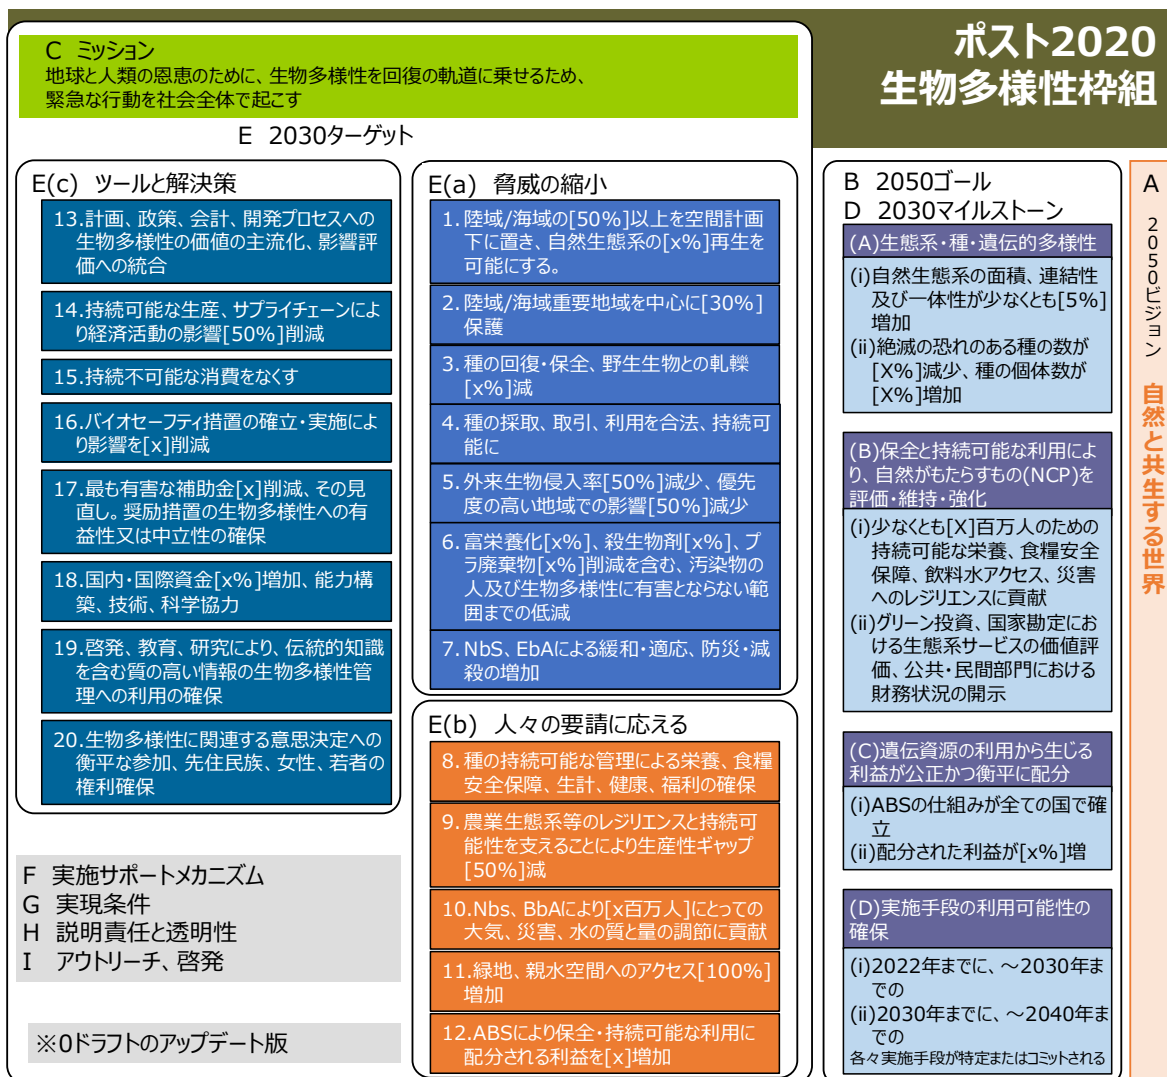 ポスト2020
生物多様性枠組
C ミッション
地球と人類の恩恵のために、生物多様性を回復の軌道に乗せるため、
緊急な行動を社会全体で起こす
E 2030ターゲット
E(c) ツールと解決策
13.計画、政策、会計、開発プロセスへの
生物多様性の価値の主流化、影響評
価への統合
14.持続可能な生産、サプライチェーンによ
り経済活動の影響[50%]削減
15.持続不可能な消費をなくす
16.バイオセーフティ措置の確立・実施によ
り影響を[x]削減
17.最も有害な補助金[x]削減、その見
直し。奨励措置の生物多様性への有
益性又は中立性の確保
18.国内・国際資金[x%]増加、能力構
築、技術、科学協力
19.啓発、教育、研究により、伝統的知識
を含む質の高い情報の生物多様性管
理への利用の確保
20.生物多様性に関連する意思決定への
衡平な参加、先住民族、女性、若者の
権利確保
F 実施サポートメカニズム
G 実現条件
H 説明責任と透明性
I アウトリーチ、啓発
※0ドラフトのアップデート版
E(a) 脅威の縮小
1.陸域/海域の[50%]以上を空間計画
下に置き、自然生態系の[x%]再生を
可能にする。
2.陸域/海域重要地域を中心に[30%]
保護
3.種の回復・保全、野生生物との軋轢
[x%]減
4.種の採取、取引、利用を合法、持続可
能に
5.外来生物侵入率[50%]減少、優先
度の高い地域での影響[50%]減少
6.富栄養化[x%]、殺生物剤[x%]、プ
ラ廃棄物[x%]削減を含む、汚染物の
人及び生物多様性に有害とならない範
囲までの低減
7.NbS、EbAによる緩和・適応、防災・減
殺の増加
E(b) 人々の要請に応える
8.種の持続可能な管理による栄養、食糧
安全保障、生計、健康、福利の確保
9.農業生態系等のレジリエンスと持続可
能性を支えることにより生産性ギャップ
[50%]減
10.Nbs、BbAにより[x百万人]にとっての
大気、災害、水の質と量の調節に貢献
11.緑地、親水空間へのアクセス[100%]
増加
12.ABSにより保全・持続可能な利用に
配分される利益を[x]増加
B 2050ゴール
D 2030マイルストーン
(A)生態系・種・遺伝的多様性
(i)自然生態系の面積、連結性
及び一体性が少なくとも[5%]
増加
(ii)絶滅の恐れのある種の数が
[X%]減少、種の個体数が
[X%]増加
(B)保全と持続可能な利用によ
り、自然がもたらすもの(NCP)を
評価・維持・強化
(i)少なくとも[X]百万人のための
持続可能な栄養、食糧安全
保障、飲料水アクセス、災害
へのレジリエンスに貢献
(ii)グリーン投資、国家勘定にお
ける生態系サービスの価値評
価、公共・民間部門における
財務状況の開示
(C)遺伝資源の利用から生じる
利益が公正かつ衡平に配分
(i)ABSの仕組みが全ての国で確
立
(ii)配分された利益が[x%]増
(D)実施手段の利用可能性の
確保
(i)2022年までに、～2030年ま
での
(ii)2030年までに、～2040年ま
での
各々実施手段が特定またはコミットされる
A 2050ビジョン 自然と共生する世界